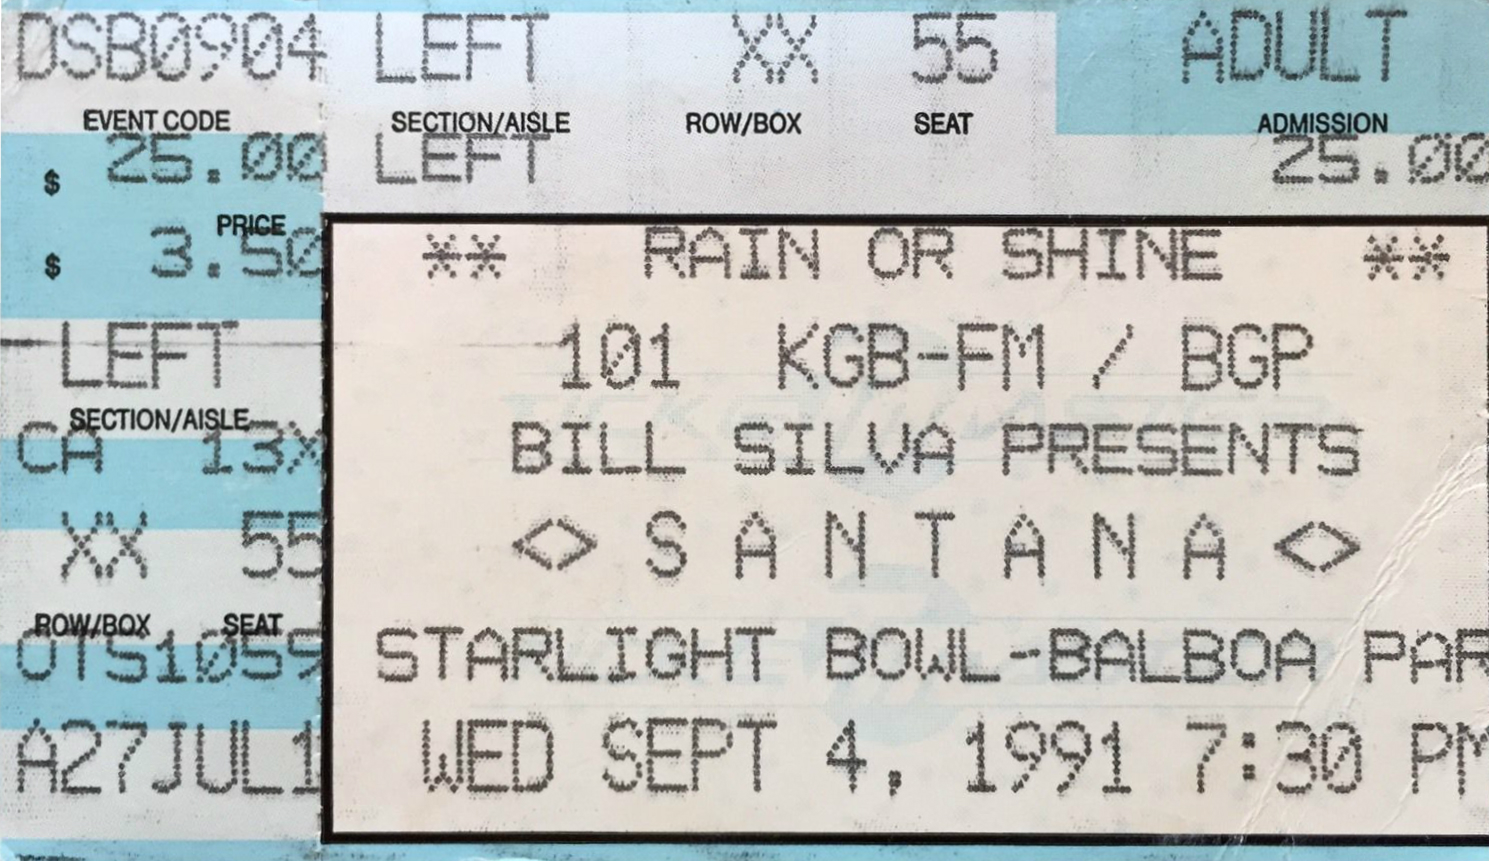 DSB0904 LEFT XX 55 ADULT
EVENT CODE SECTION/AISLE ROW/BOX SEAT ADMISSION
$ 25.00 LEFT 25.00
PRICE
$ 3.50
** RAIN OR SHINE **
LEFT
101 KGB-FM / BGP
SECTION/AISLE
CA 13X
BILL SILVA PRESENTS
XX 55
<> S A N T A N A <>
ROW/BOX SEAT
OTS1059
STARLIGHT BOWL-BALBOA PAR
A27JUL1
WED SEPT 4, 1991 7:30 PM